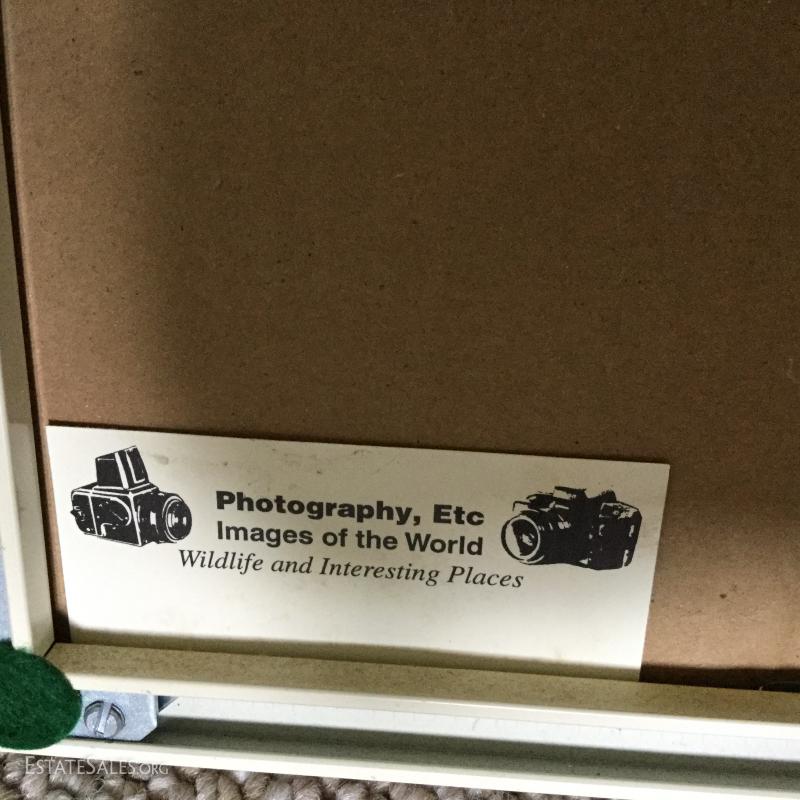 Photography, Etc
Images of the World
Wildlife and Interesting Places
EstateSales.org